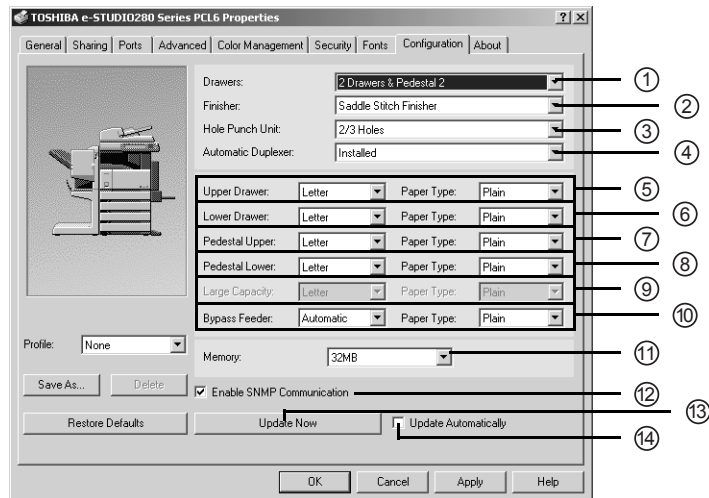 TOSHIBA e-STUDIO280 Series PCL6 Properties
General Sharing Ports Advanced Color Management Security Fonts Configuration About
Drawers: 2 Drawers & Pedestal 2 ①
Finisher: Saddle Stitch Finisher ②
Hole Punch Unit: 2/3 Holes ③
Automatic Duplexer: Installed ④
Upper Drawer: Letter Paper Type: Plain ⑤
Lower Drawer: Letter Paper Type: Plain ⑥
Pedestal Upper: Letter Paper Type: Plain ⑦
Pedestal Lower: Letter Paper Type: Plain ⑧
Large Capacity: Letter Paper Type: Plain ⑨
Bypass Feeder: Automatic Paper Type: Plain ⑩
Profile: None
Memory: 32MB ⑪
Save As... Delete
Enable SNMP Communication ⑫
⑬
Restore Defaults Update Now Update Automatically
⑭
OK Cancel Apply Help